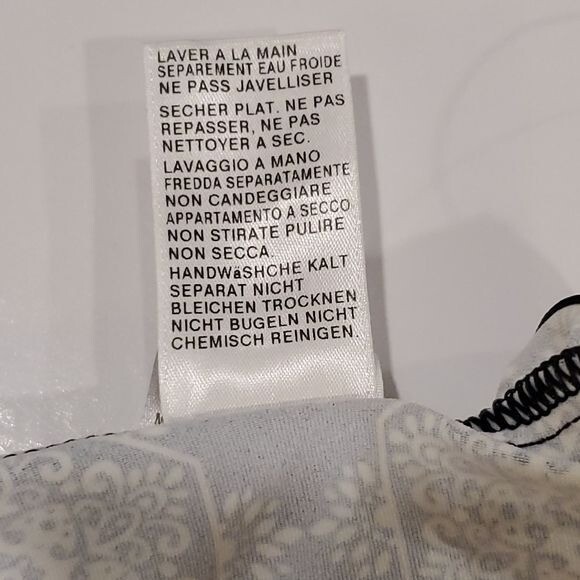 LAVER A LA MAIN
SEPAREMENT EAU FROIDE
NE PASS JAVELLISER
SECHER PLAT. NE PAS
REPASSER, NE PAS
NETTOYER A SEC.
LAVAGGIO A MANO
FREDDA SEPARATAMENTE
NON CANDEGGIARE
APPARTAMENTO A SECCO
NON STIRATE PULIRE
NON SECCA.
HANDWäSHCHE KALT
SEPARAT NICHT
BLEICHEN TROCKNEN
NICHT BUGELN NICHT
CHEMISCH REINIGEN.